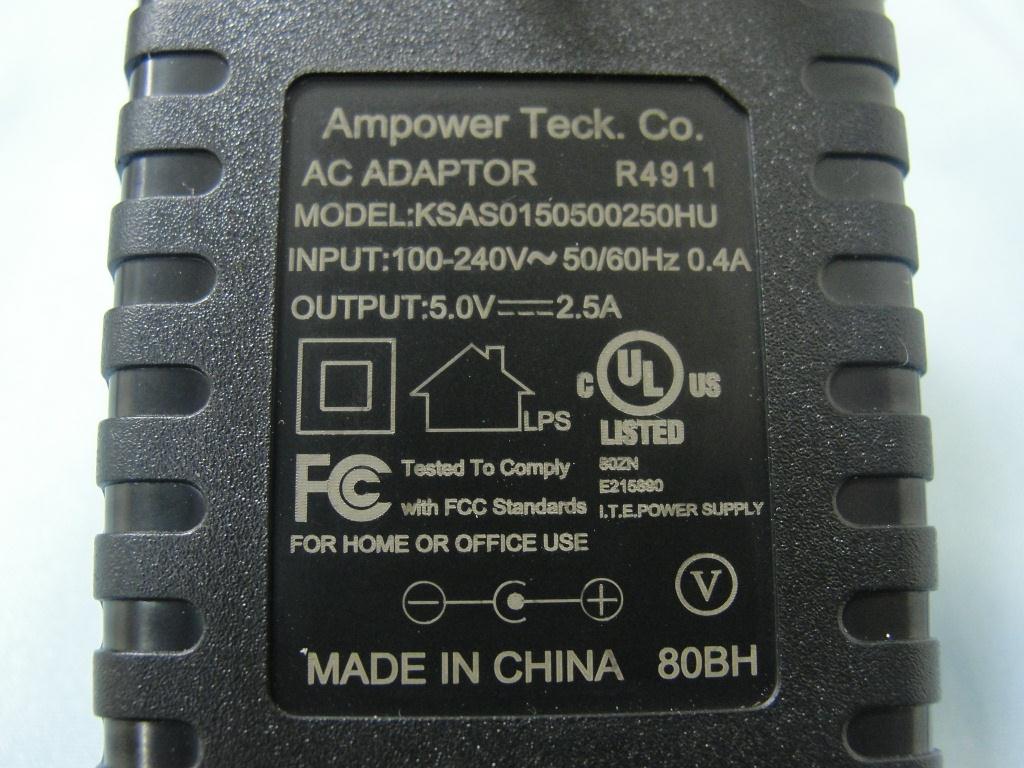 Ampower Teck. Co.
AC ADAPTOR R4911
MODEL:KSAS0150500250HU
INPUT:100-240V~ 50/60Hz 0.4A
OUTPUT:5.0V⎓2.5A
LPS
C UL US
LISTED
80ZN
E215890
I.T.E.POWER SUPPLY
FC Tested To Comply
with FCC Standards
FOR HOME OR OFFICE USE
V
MADE IN CHINA 80BH